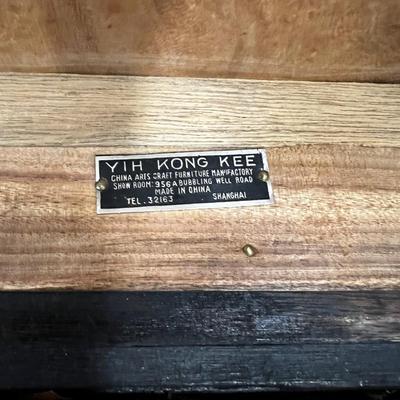 YIH KONG KEE
CHINA ARTS CRAFT FURNITURE MANIFACTORY
SHOW ROOM: 956A BUBBLING WELL ROAD
MADE IN CHINA
TEL. 32163 SHANGHAI